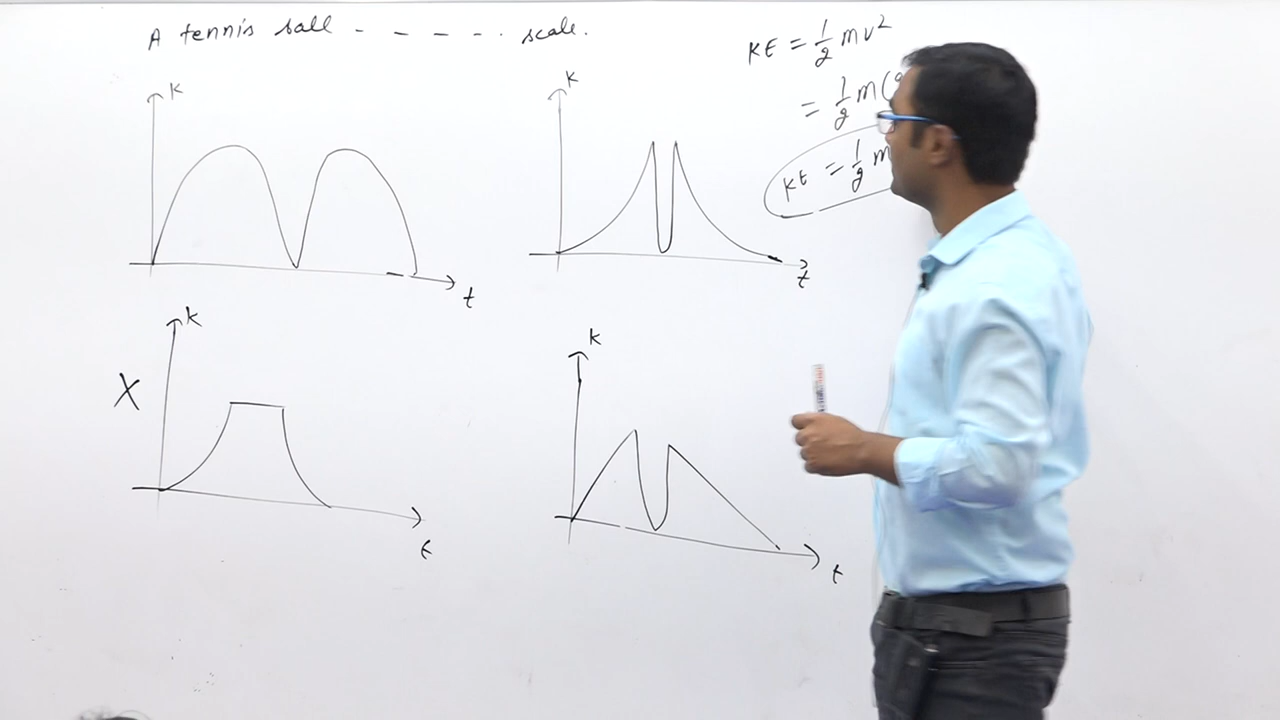 A tennis ball - - - - - . scale.
KE = 1/2 mv²
= 1/2 m(
KE = 1/2 m
K
t
K
t
X
K
t
K
t